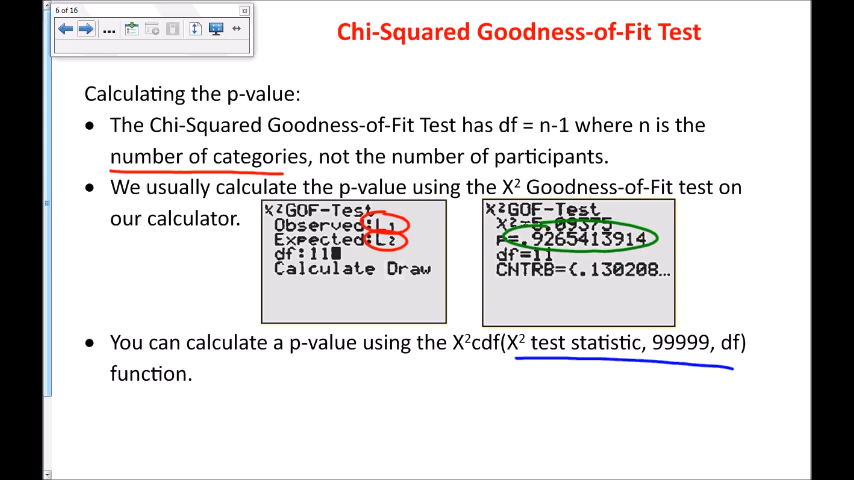 6 of 16
Chi-Squared Goodness-of-Fit Test
Calculating the p-value:
• The Chi-Squared Goodness-of-Fit Test has df = n-1 where n is the
number of categories, not the number of participants.
• We usually calculate the p-value using the X² Goodness-of-Fit test on
our calculator.
χ²GOF-Test
Observed:L₁
Expected:L₂
df:11
Calculate Draw
χ²GOF-Test
χ²=5.09375
P=.9265413914
df=11
CNTRB={.130208…
• You can calculate a p-value using the X²cdf(X² test statistic, 99999, df)
function.